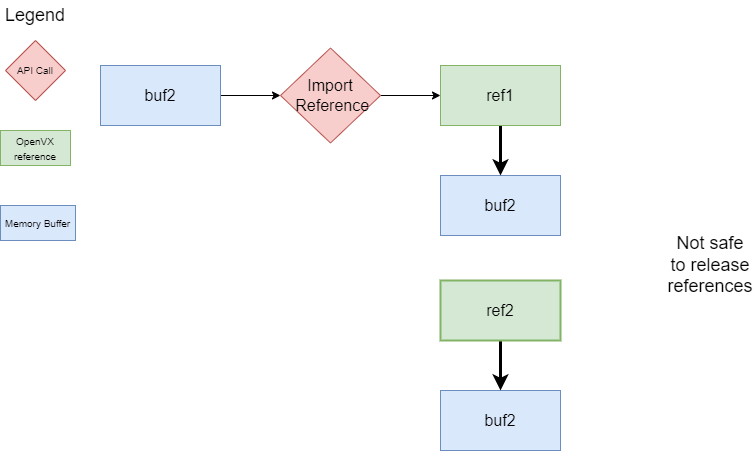 Legend
API Call
OpenVX
reference
Memory Buffer
buf2
Import
Reference
ref1
buf2
ref2
buf2
Not safe
to release
references